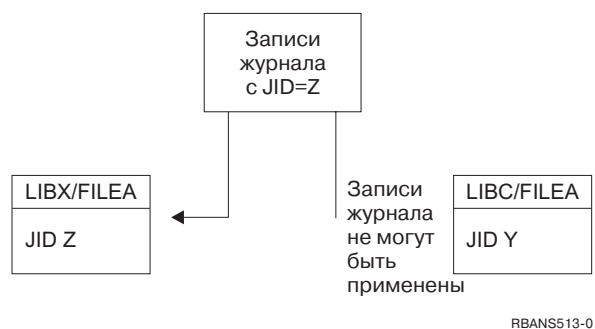 Записи
журнала
с JID=Z
LIBX/FILEA
JID Z
Записи
журнала
не могут
быть
применены
LIBC/FILEA
JID Y
RBANS513-0